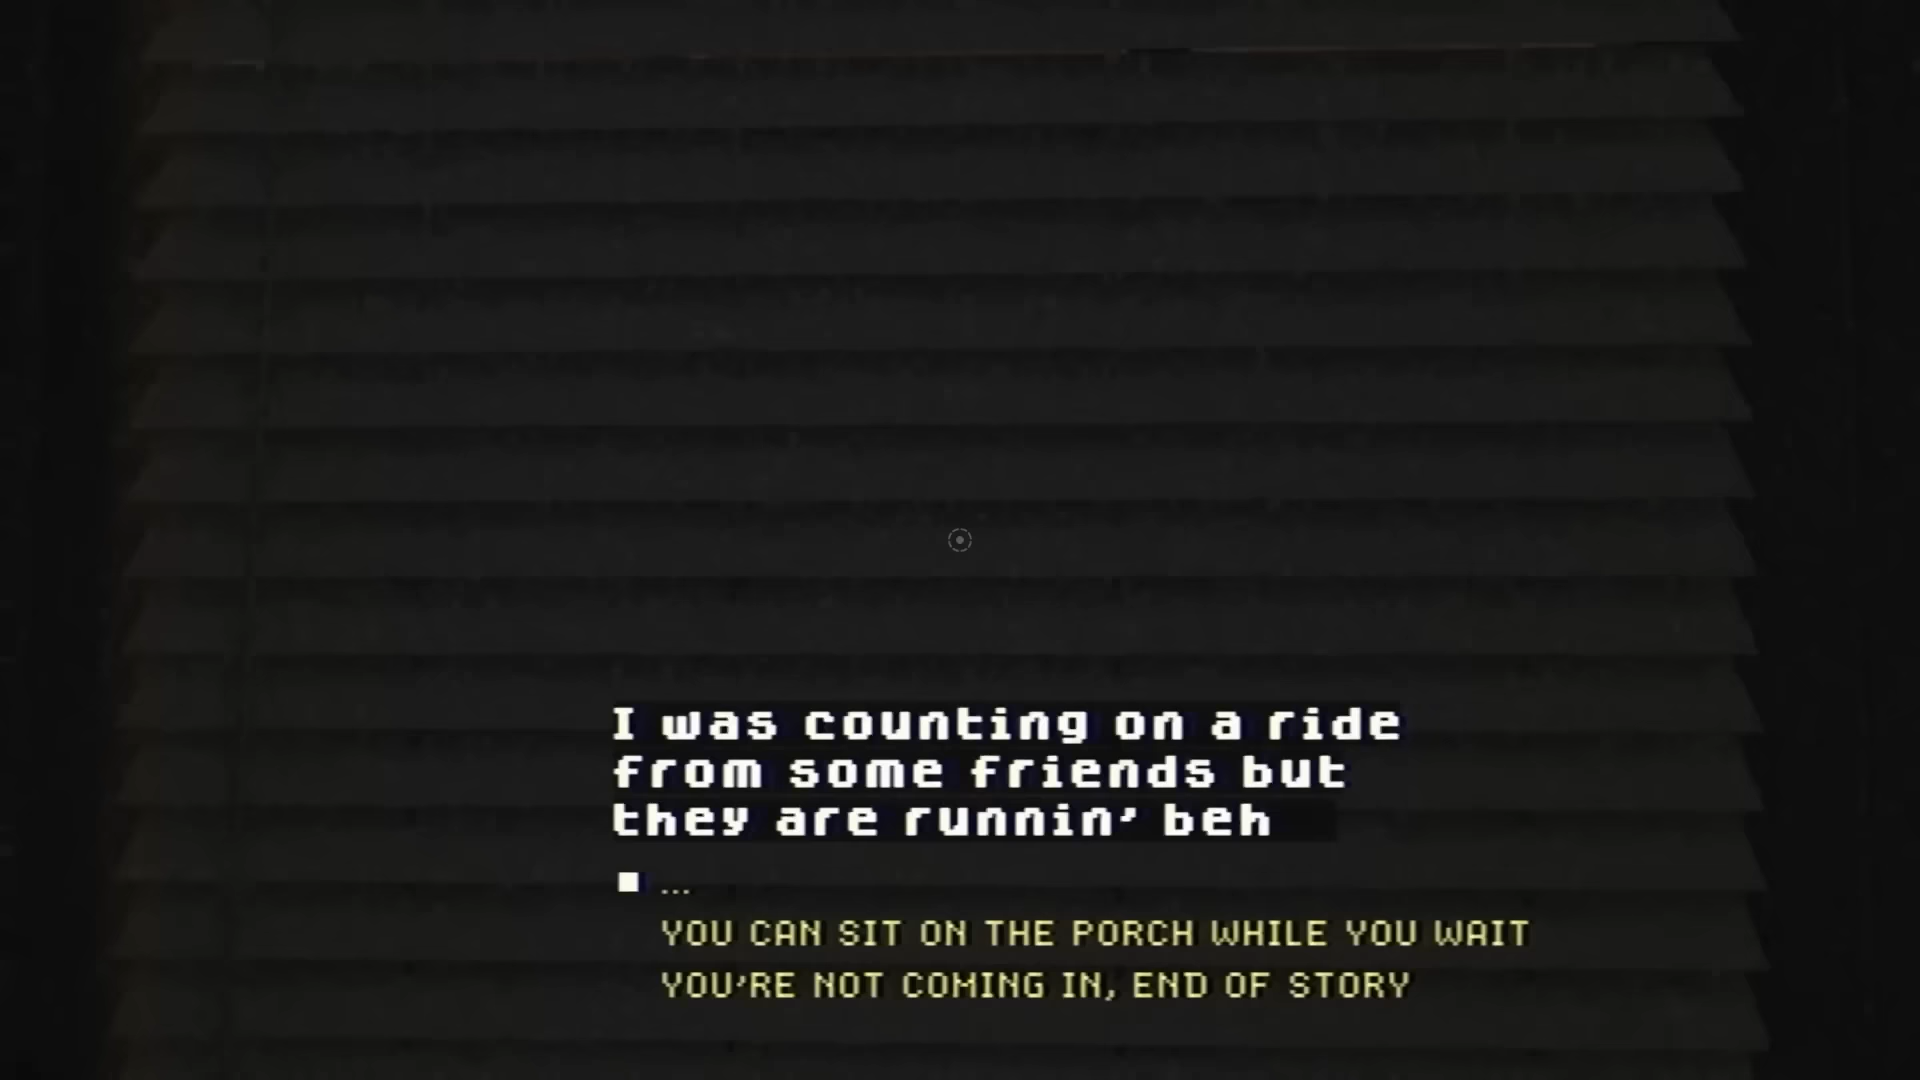 I was counting on a ride
from some friends but
they are runnin' beh
...
YOU CAN SIT ON THE PORCH WHILE YOU WAIT
YOU'RE NOT COMING IN, END OF STORY